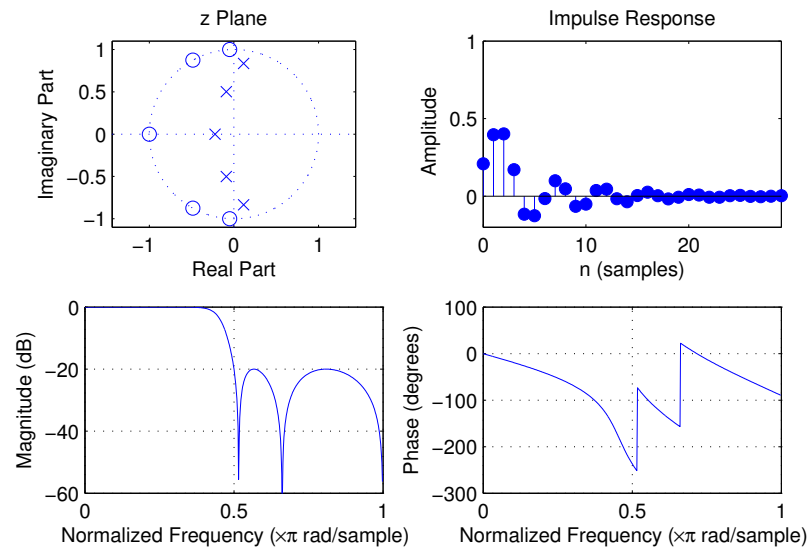 z Plane
1
0.5
0
−0.5
−1
−1
0
1
Imaginary Part
Real Part
Impulse Response
1
0.5
0
0
10
20
Amplitude
n (samples)
0
−20
−40
−60
0
0.5
1
Magnitude (dB)
Normalized Frequency (×π rad/sample)
100
0
−100
−200
−300
0
0.5
1
Phase (degrees)
Normalized Frequency (×π rad/sample)